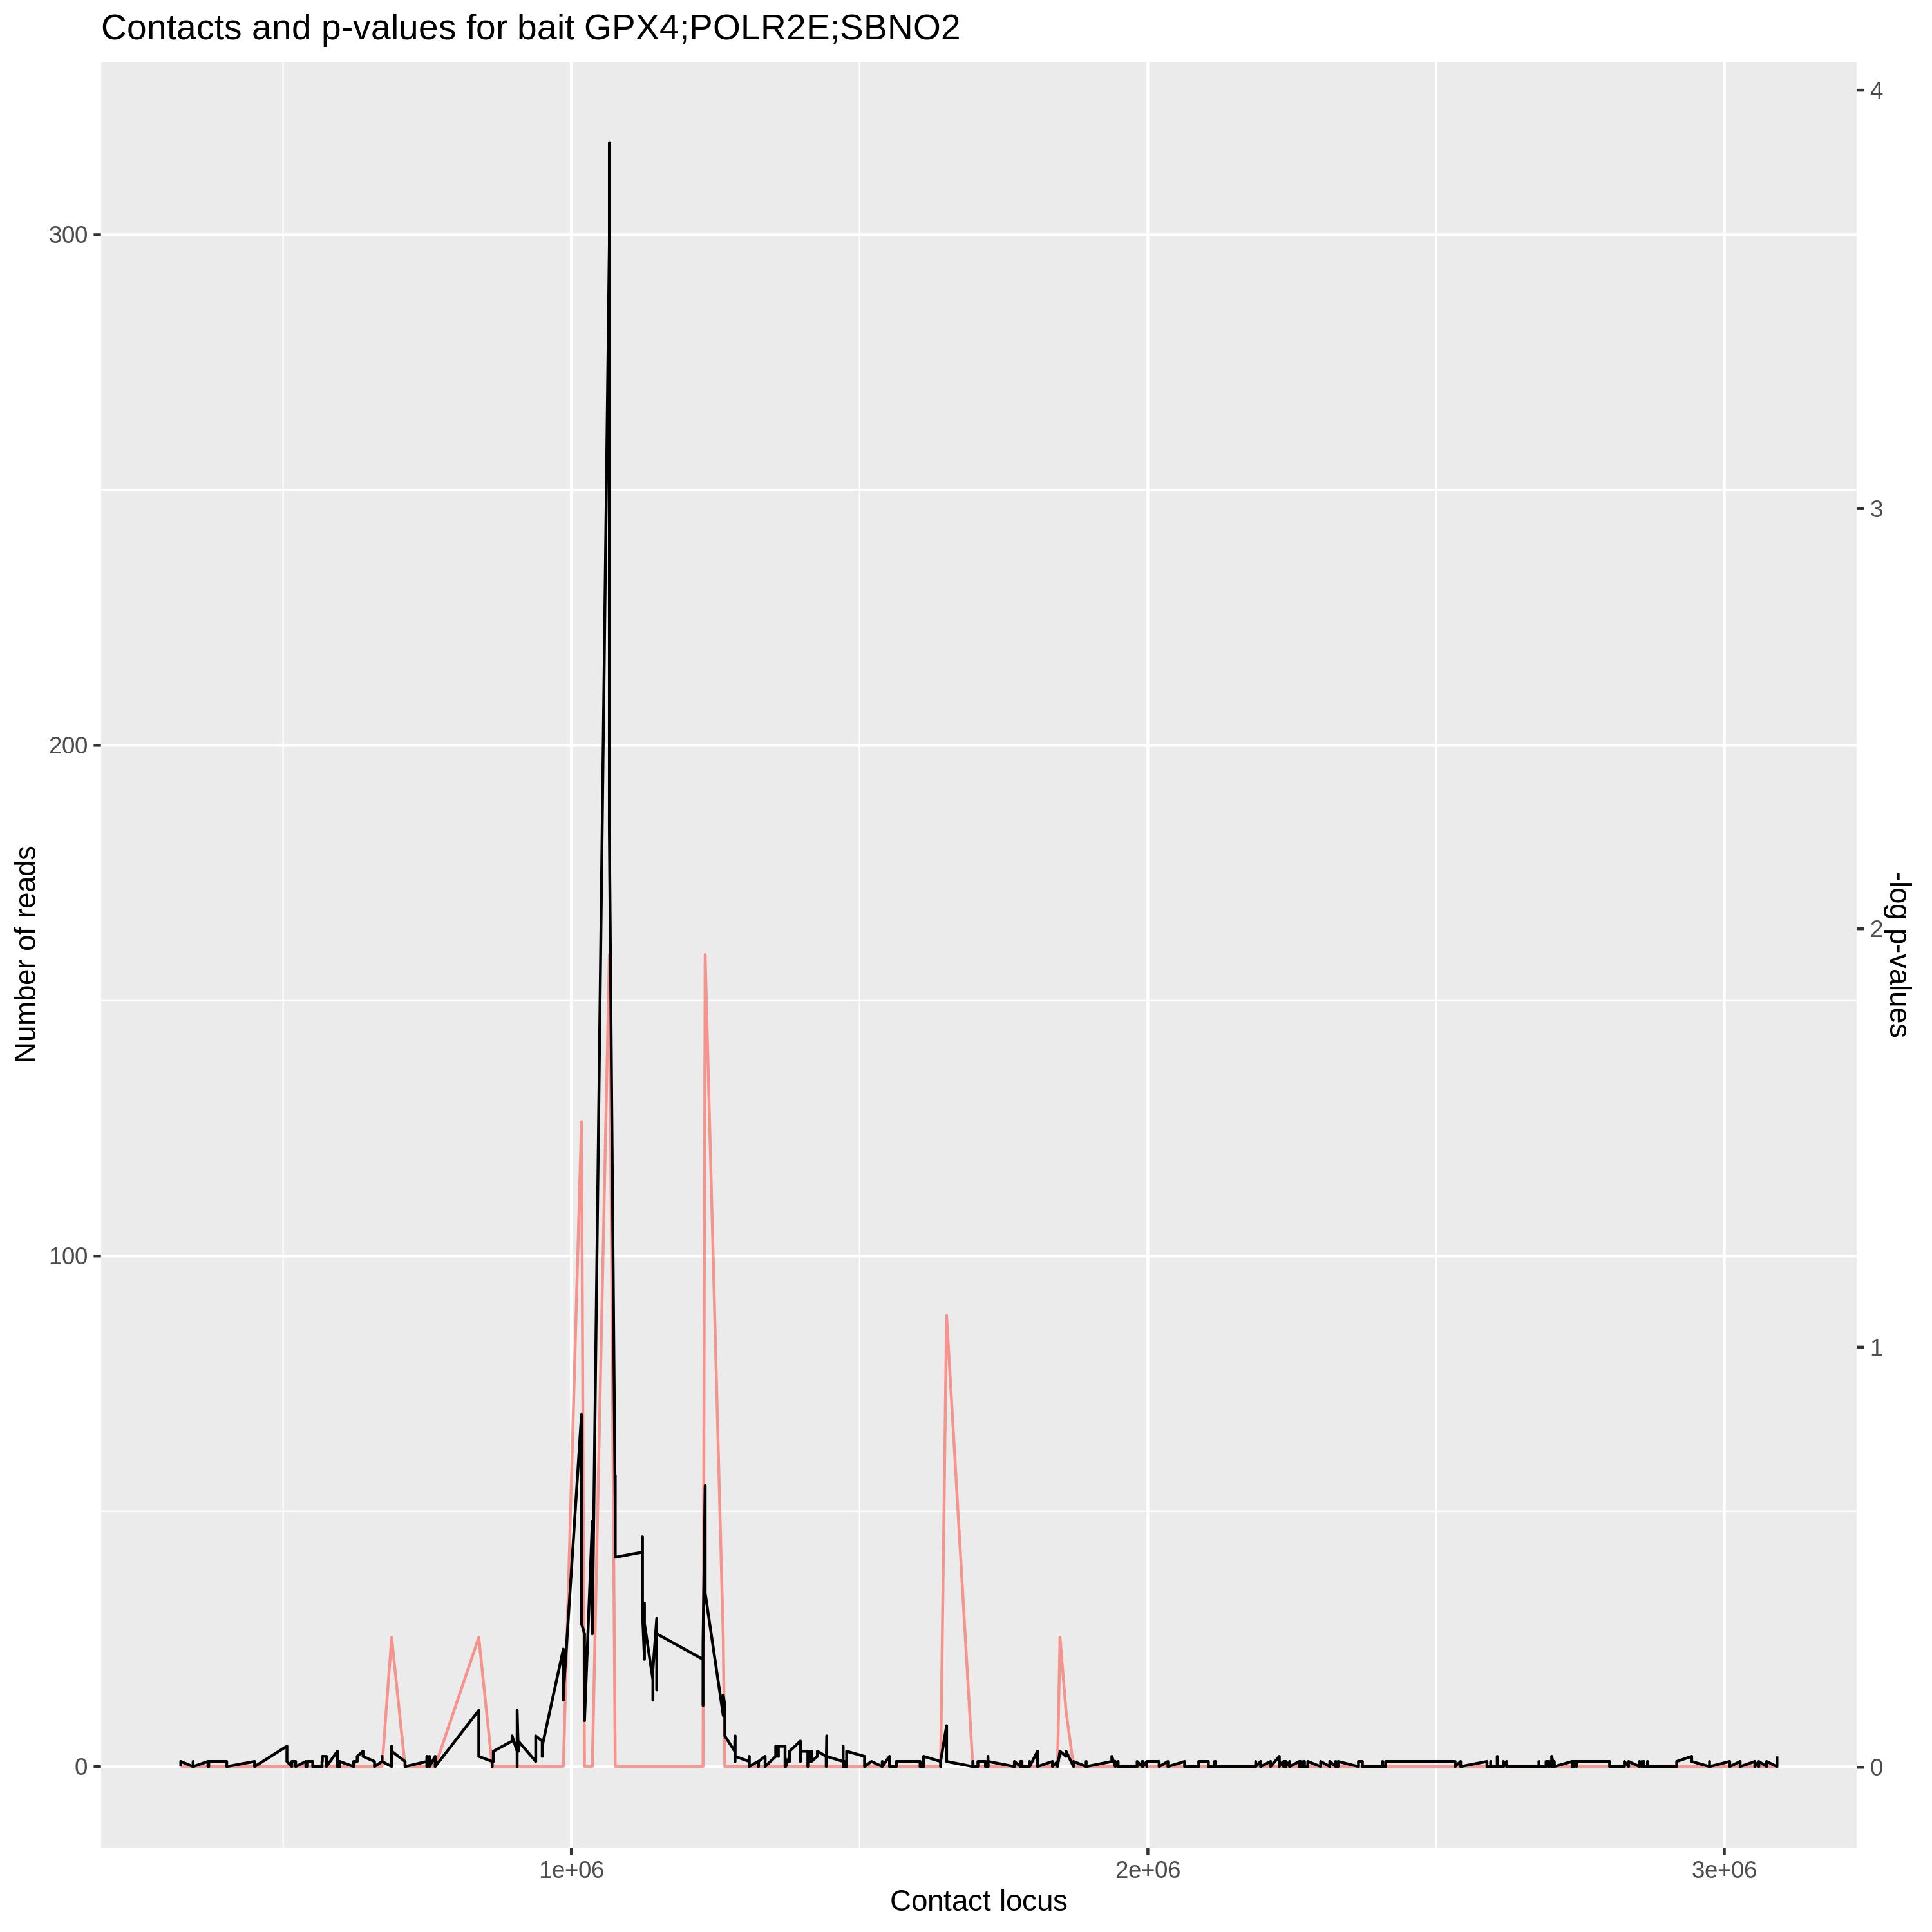 Contacts and p-values for bait GPX4;POLR2E;SBNO2
Number of reads
300
200
100
0
4
3
2
1
0
-log p-values
1e+06
2e+06
3e+06
Contact locus